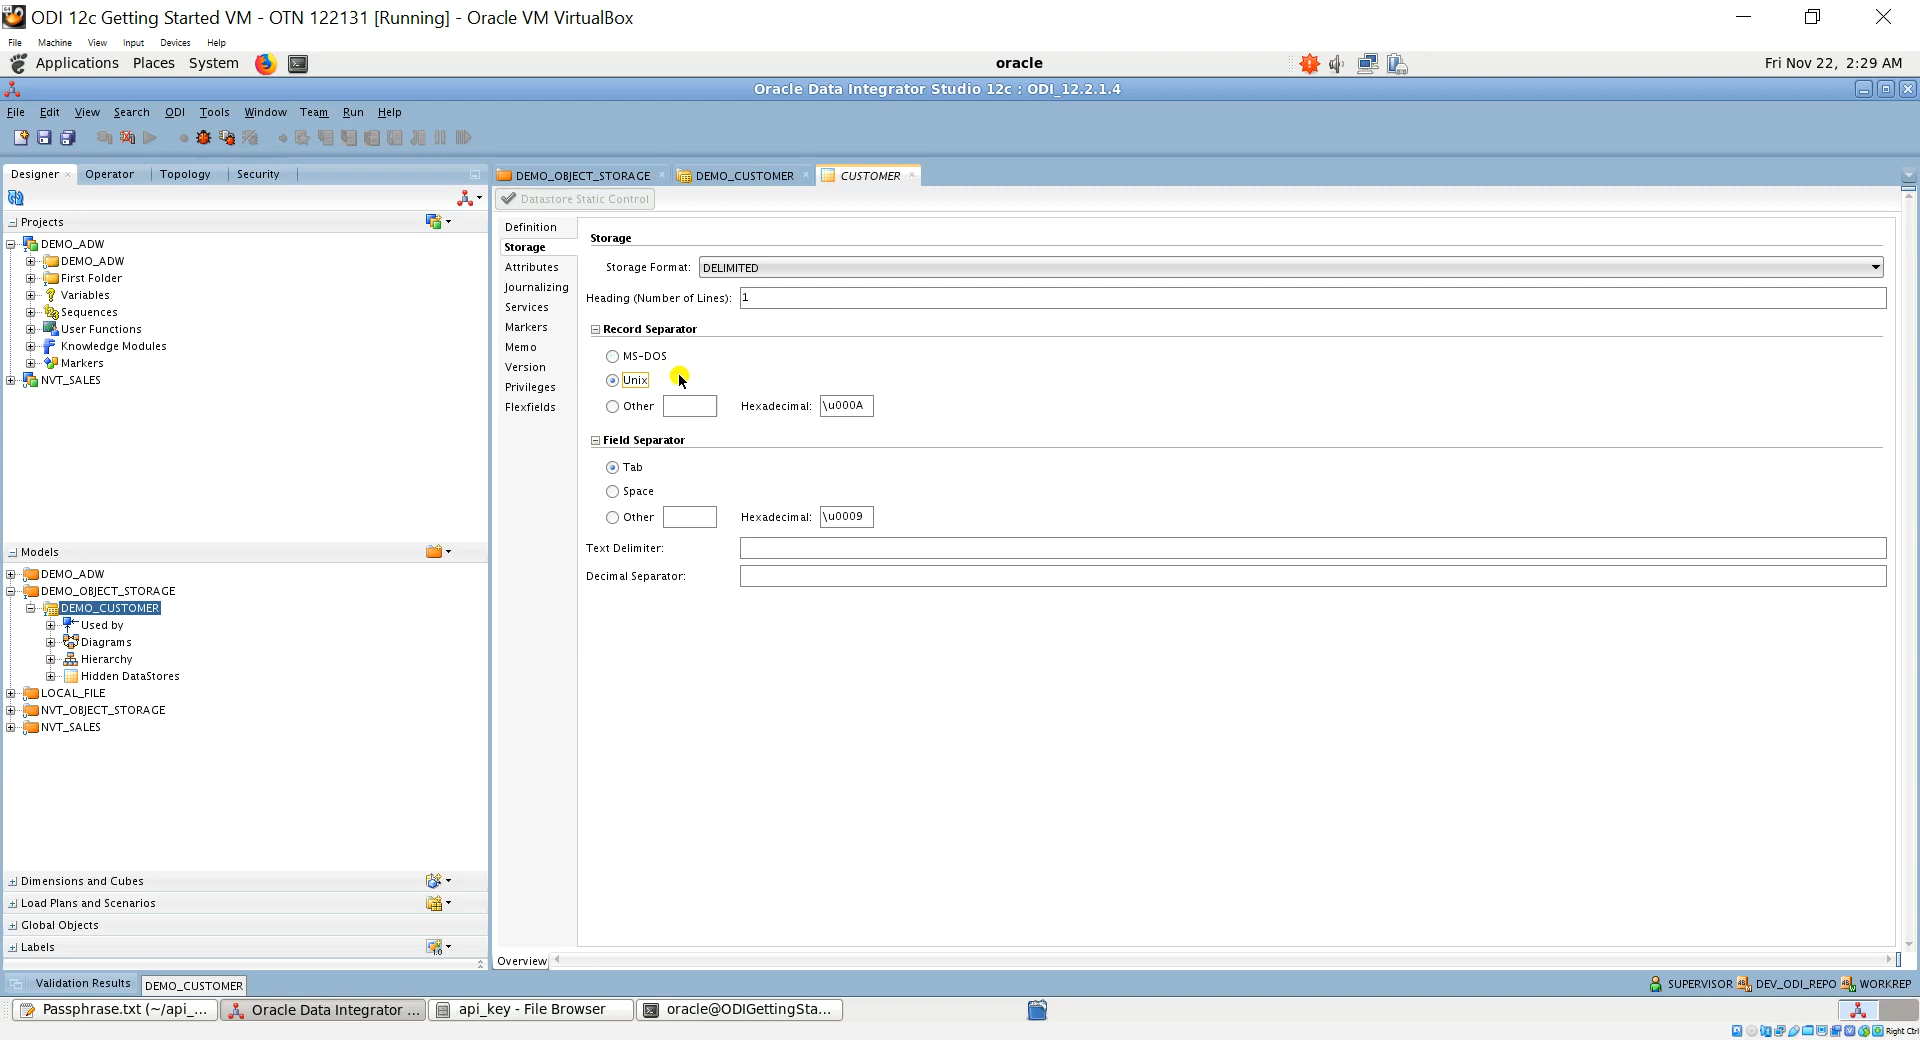 ODI 12c Getting Started VM - OTN 122131 [Running] - Oracle VM VirtualBox
File Machine View Input Devices Help
Applications Places System oracle Fri Nov 22, 2:29 AM
Oracle Data Integrator Studio 12c : ODI_12.2.1.4
File Edit View Search ODI Tools Window Team Run Help
Designer Operator Topology Security
DEMO_OBJECT_STORAGE DEMO_CUSTOMER CUSTOMER
Datastore Static Control
Projects
DEMO_ADW
DEMO_ADW
First Folder
Variables
Sequences
User Functions
Knowledge Modules
Markers
NVT_SALES
Models
DEMO_ADW
DEMO_OBJECT_STORAGE
DEMO_CUSTOMER
Used by
Diagrams
Hierarchy
Hidden DataStores
LOCAL_FILE
NVT_OBJECT_STORAGE
NVT_SALES
Dimensions and Cubes
Load Plans and Scenarios
Global Objects
Labels
Definition
Storage
Attributes
Journalizing
Services
Markers
Memo
Version
Privileges
Flexfields
Storage
Storage Format: DELIMITED
Heading (Number of Lines): 1
Record Separator
MS-DOS
Unix
Other Hexadecimal: \u000A
Field Separator
Tab
Space
Other Hexadecimal: \u0009
Text Delimiter:
Decimal Separator:
Overview
Validation Results DEMO_CUSTOMER SUPERVISOR DEV_ODI_REPO WORKREP
Passphrase.txt (~/api_... Oracle Data Integrator ... api_key - File Browser oracle@ODIGettingSta...
Right Ctrl